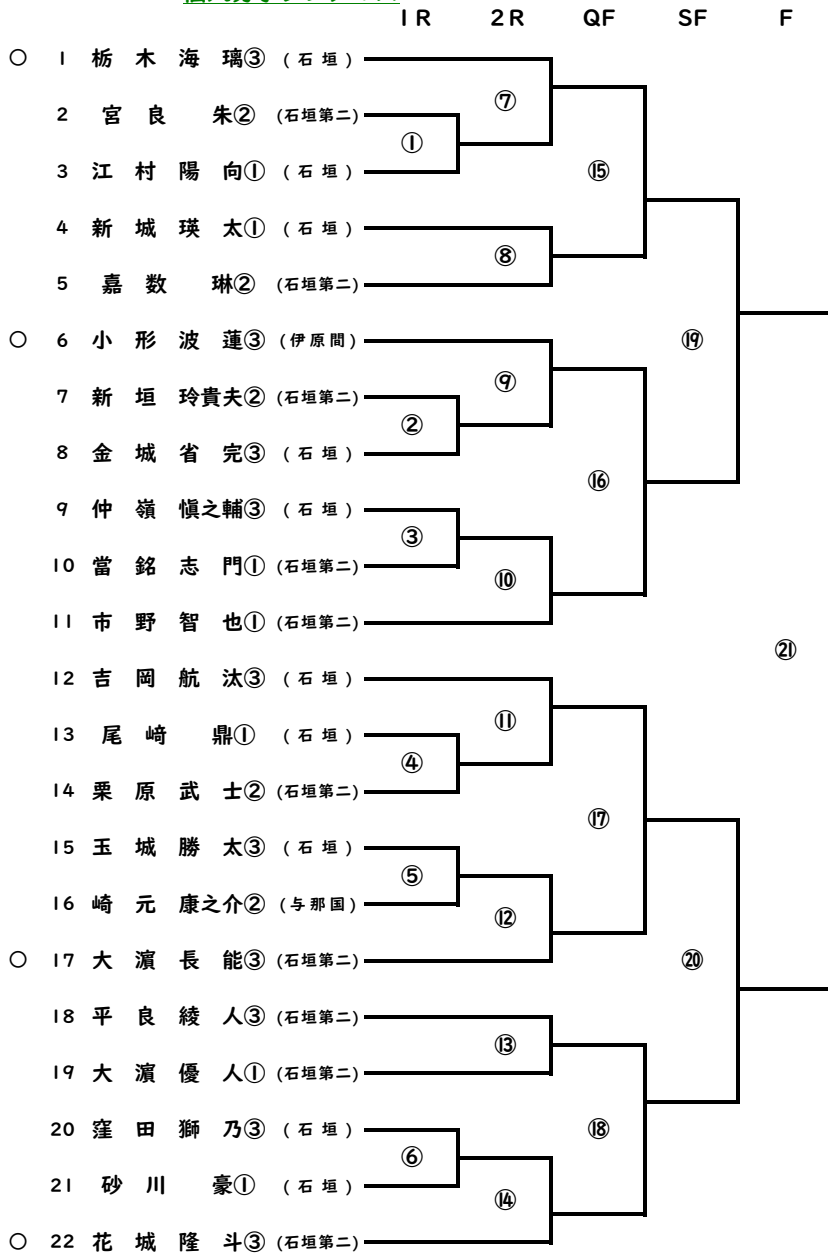 1R 2R QF SF F
○ 1 栃木海璃③ (石垣)
⑦
2 宮良朱② (石垣第二)
①
3 江村陽向① (石垣)
⑮
4 新城瑛太① (石垣)
⑧
5 嘉数琳② (石垣第二)
○ 6 小形波蓮③ (伊原間)
⑲
⑨
7 新垣玲貴夫② (石垣第二)
②
8 金城省完③ (石垣)
⑯
9 仲嶺愼之輔③ (石垣)
③
10 當銘志門① (石垣第二)
⑩
11 市野智也① (石垣第二)
㉑
12 吉岡航汰③ (石垣)
⑪
13 尾﨑鼎① (石垣)
④
14 栗原武士② (石垣第二)
⑰
15 玉城勝太③ (石垣)
⑤
16 崎元康之介② (与那国)
⑫
○ 17 大濵長能③ (石垣第二)
⑳
18 平良綾人③ (石垣第二)
⑬
19 大濵優人① (石垣第二)
20 窪田獅乃③ (石垣)
⑱
⑥
21 砂川豪① (石垣)
⑭
○ 22 花城隆斗③ (石垣第二)